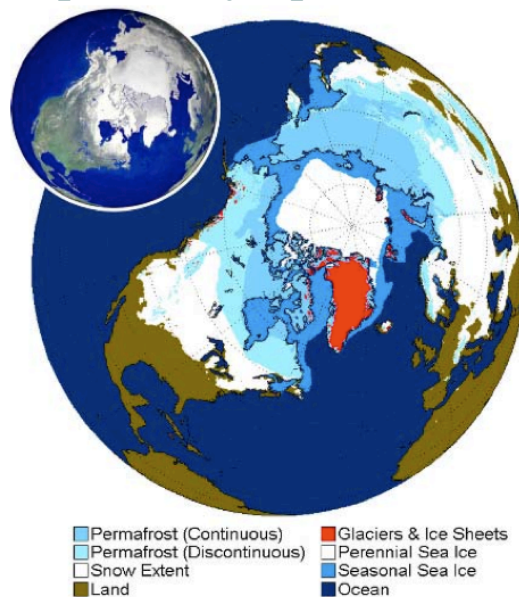 Permafrost (Continuous)
Permafrost (Discontinuous)
Snow Extent
Land
Glaciers & Ice Sheets
Perennial Sea Ice
Seasonal Sea Ice
Ocean